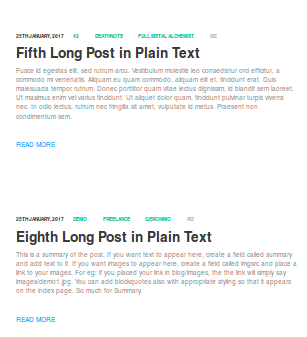 25TH JANUARY, 2017 42 DEATHNOTE FULL METAL ALCHEMIST
Fifth Long Post in Plain Text
Fusce id egestas elit, sed rutrum arcu. Vestibulum molestie leo consectetur orci efficitur, a
commodo mi venenatis. Aliquam eu quam commodo, aliquam elit et, tincidunt erat. Duis
malesuada tempor rutrum. Donec porttitor quam vitae lectus dignissim, id blandit sem laoreet.
Ut maximus enim vel varius tincidunt. Ut aliquet dolor quam, tincidunt pulvinar turpis viverra
nec. In odio lectus, rutrum nec fringilla sit amet, vulputate id metus. Praesent non
condimentum sem.
READ MORE
25TH JANUARY, 2017 DEMO FREELANCE GERONIMO
Eighth Long Post in Plain Text
This is a summary of the post. If you want text to appear here, create a field called summary
and add text to it. If you want images to appear here, create a field called imgsrc and place a
link to your images. For eg: if you placed your link in blog/images, the the link will simply say
images/demo1.jpg. You can add blockquotes also with appropriate styling so that it appears
on the index page. So much for Summary.
READ MORE